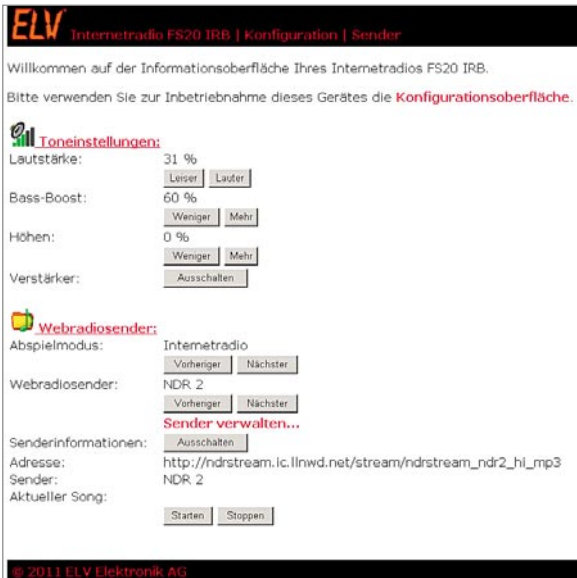 ELV Internetradio FS20 IRB | Konfiguration | Sender
Willkommen auf der Informationsoberfläche Ihres Internetradios FS20 IRB.
Bitte verwenden Sie zur Inbetriebnahme dieses Gerätes die Konfigurationsoberfläche.
Toneinstellungen:
Lautstärke: 31 %
Leiser Lauter
Bass-Boost: 60 %
Weniger Mehr
Höhen: 0 %
Weniger Mehr
Verstärker: Ausschalten
Webradiosender:
Abspielmodus: Internetradio
Vorheriger Nächster
Webradiosender: NDR 2
Vorheriger Nächster
Sender verwalten...
Senderinformationen: Ausschalten
Adresse: http://ndrstream.ic.llnwd.net/stream/ndrstream_ndr2_hi_mp3
Sender: NDR 2
Aktueller Song:
Starten Stoppen
© 2011 ELV Elektronik AG